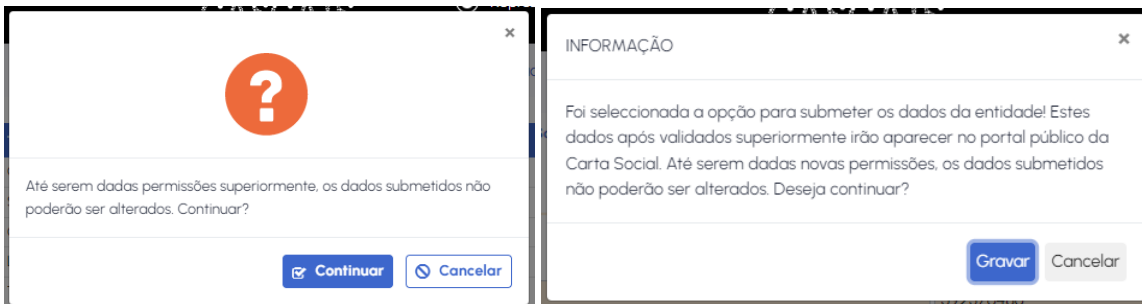 ?
×
Até serem dadas permissões superiormente, os dados submetidos não
poderão ser alterados. Continuar?
Continuar
Cancelar
INFORMAÇÃO
×
Foi seleccionada a opção para submeter os dados da entidade! Estes
dados após validados superiormente irão aparecer no portal público da
Carta Social. Até serem dadas novas permissões, os dados submetidos
não poderão ser alterados. Deseja continuar?
Gravar
Cancelar